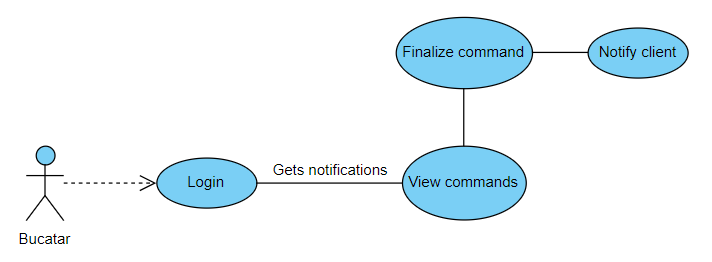 Finalize command
Notify client
Gets notifications
Login
View commands
Bucatar